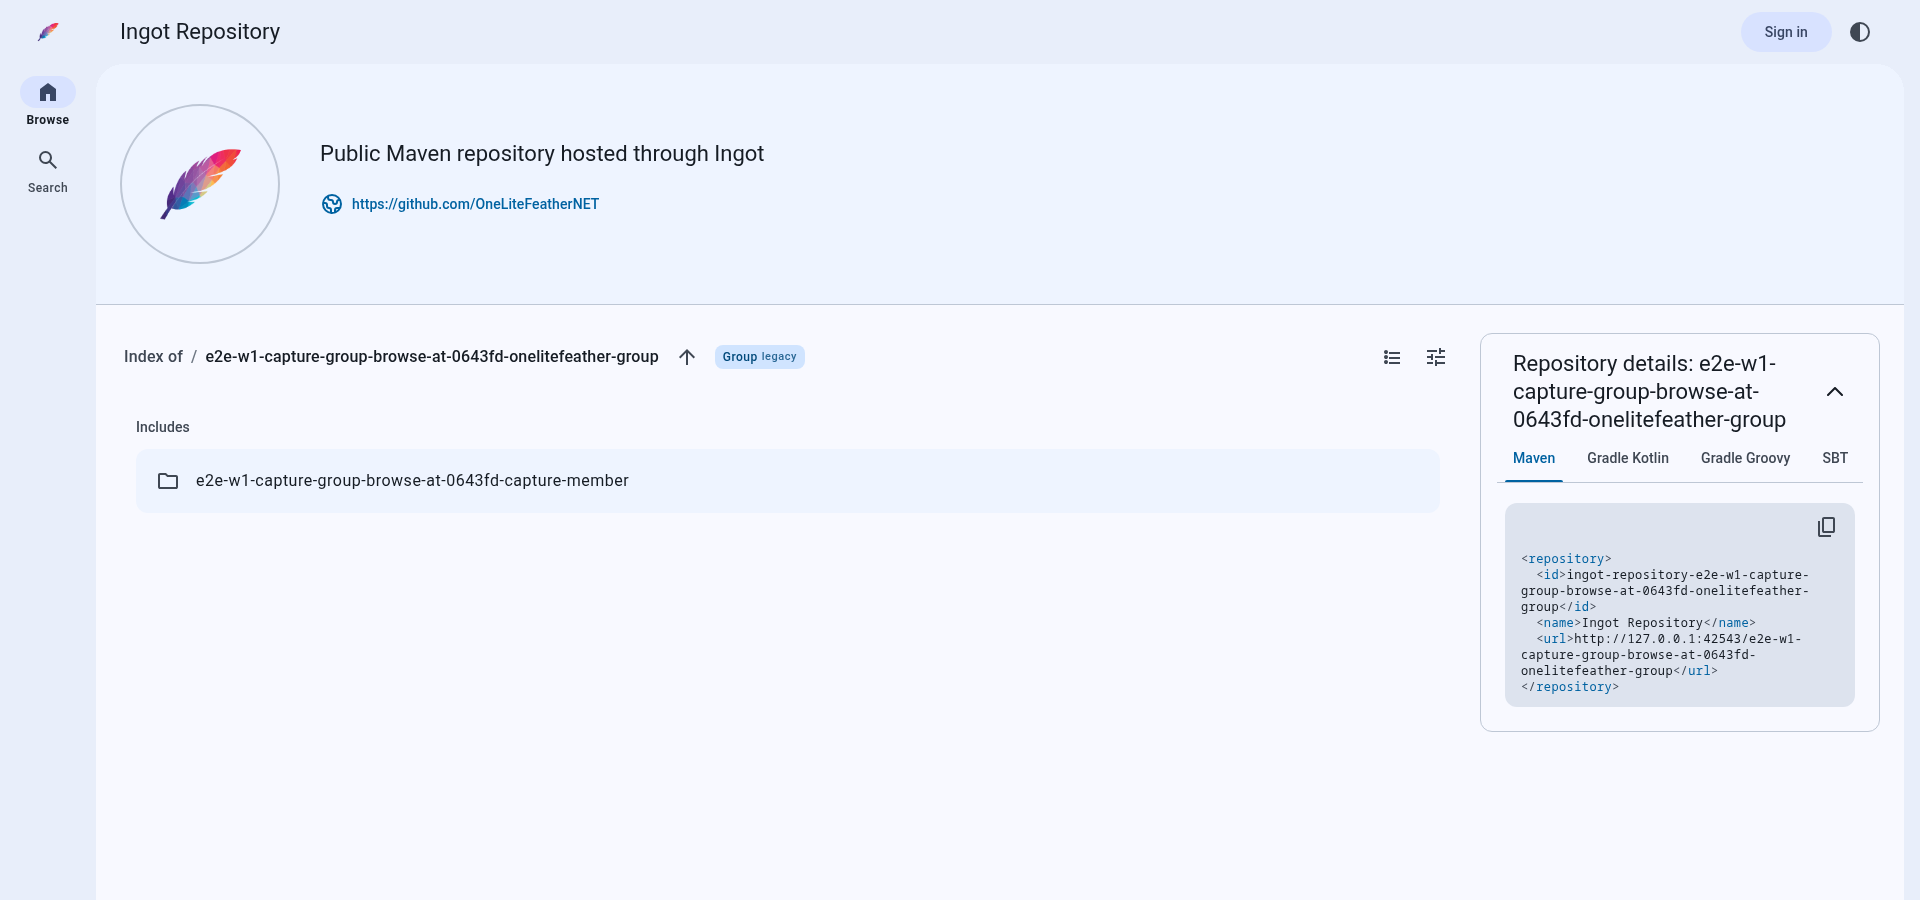 Ingot Repository
Sign in
Browse
Search
Public Maven repository hosted through Ingot
https://github.com/OneLiteFeatherNET
Index of / e2e-w1-capture-group-browse-at-0643fd-onelitefeather-group
Group legacy
Includes
e2e-w1-capture-group-browse-at-0643fd-capture-member
Repository details: e2e-w1-
capture-group-browse-at-
0643fd-onelitefeather-group
Maven Gradle Kotlin Gradle Groovy SBT
<repository>
  <id>ingot-repository-e2e-w1-capture-
group-browse-at-0643fd-onelitefeather-
group</id>
  <name>Ingot Repository</name>
  <url>http://127.0.0.1:42543/e2e-w1-
capture-group-browse-at-0643fd-
onelitefeather-group</url>
</repository>